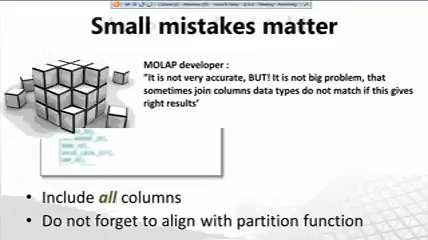 Small mistakes matter
MOLAP developer :
"It is not very accurate, BUT! It is not big problem, that
sometimes join columns data types do not match if this gives
right results'
• Include all columns
• Do not forget to align with partition function